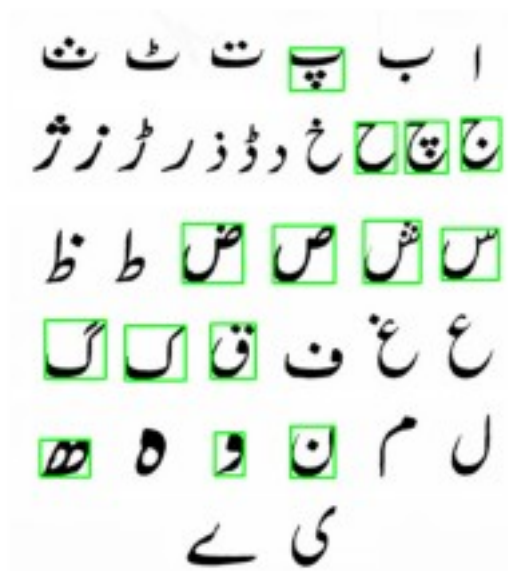 ا ب پ ت ٹ ث
ج چ ح خ د ڈ ذ ر ڑ ز ژ
س ش ص ض ط ظ
ع غ ف ق ک گ
ل م ن و ہ ھ
ی ے